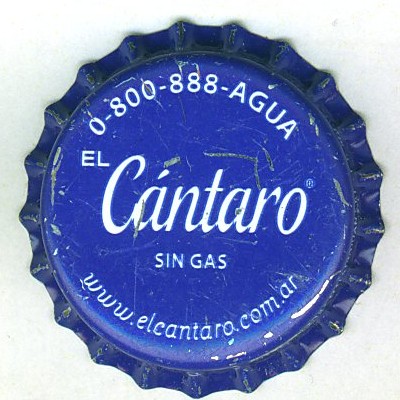 0-800-888-AGUA
EL
Cántaro®
SIN GAS
www.elcantaro.com.ar